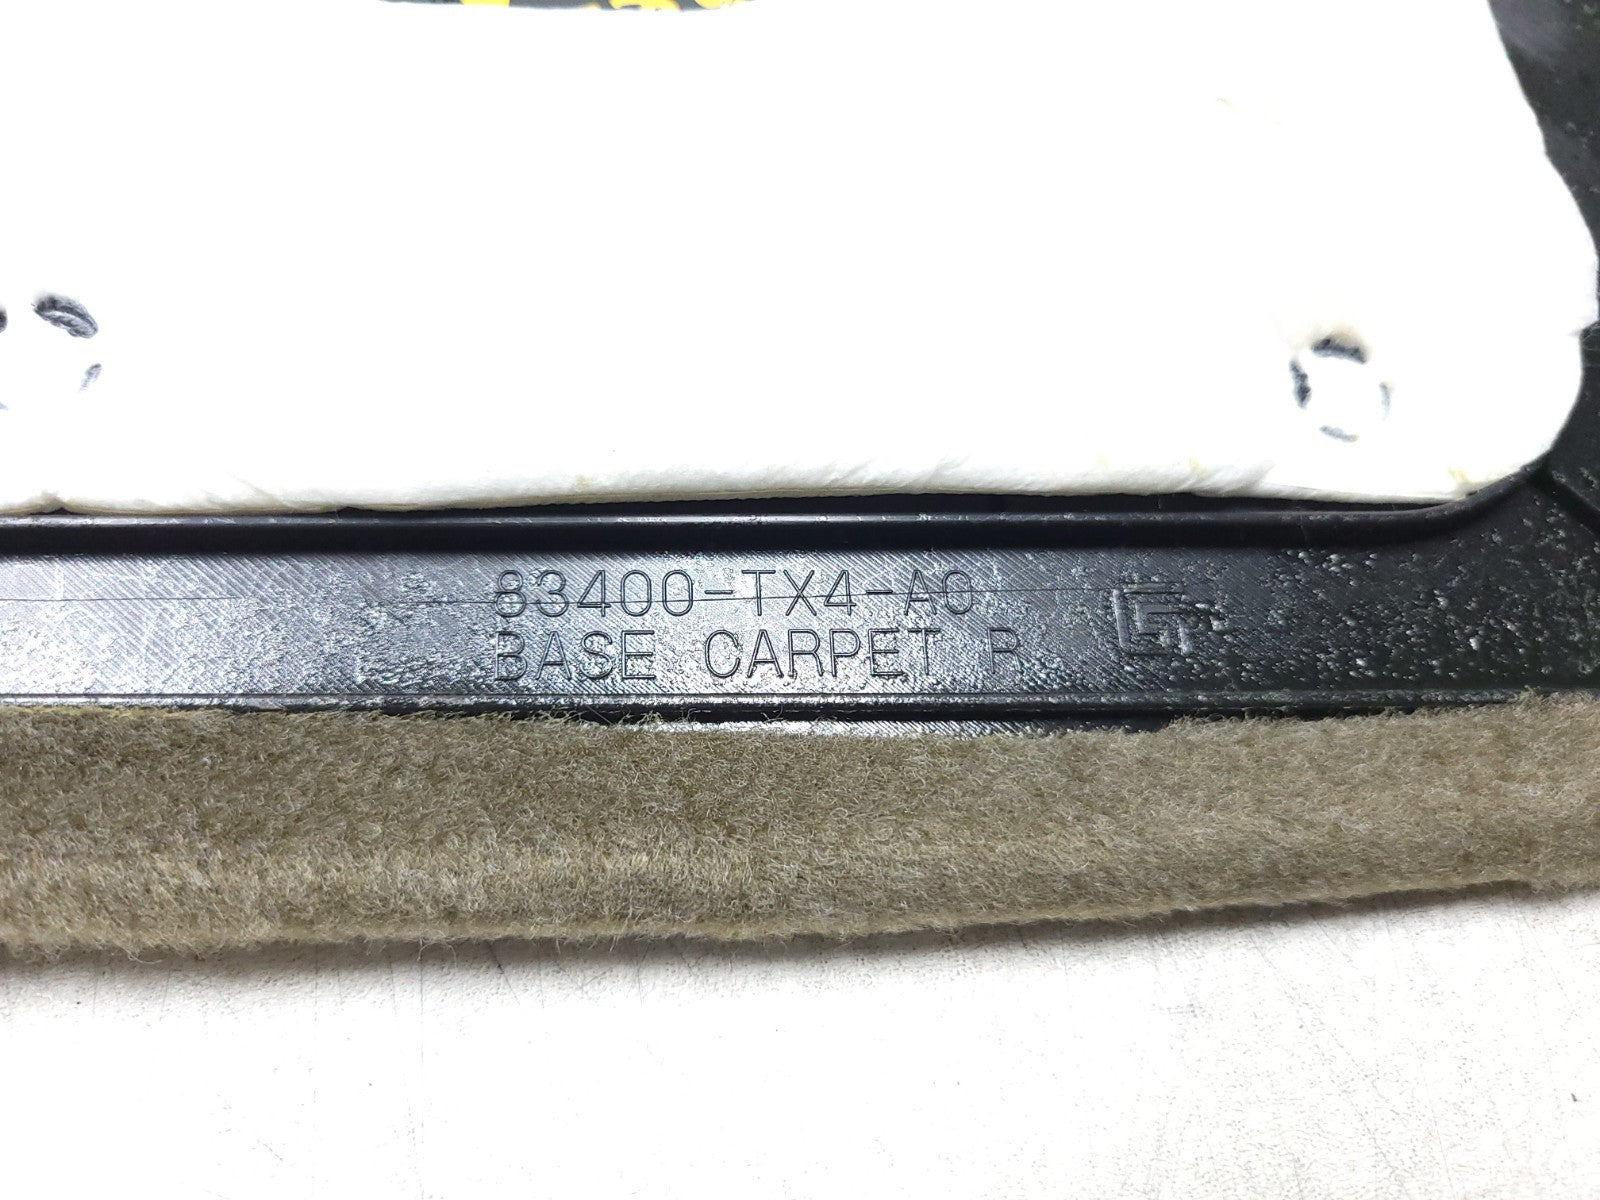 83400-TX4-A0
BASE CARPET R